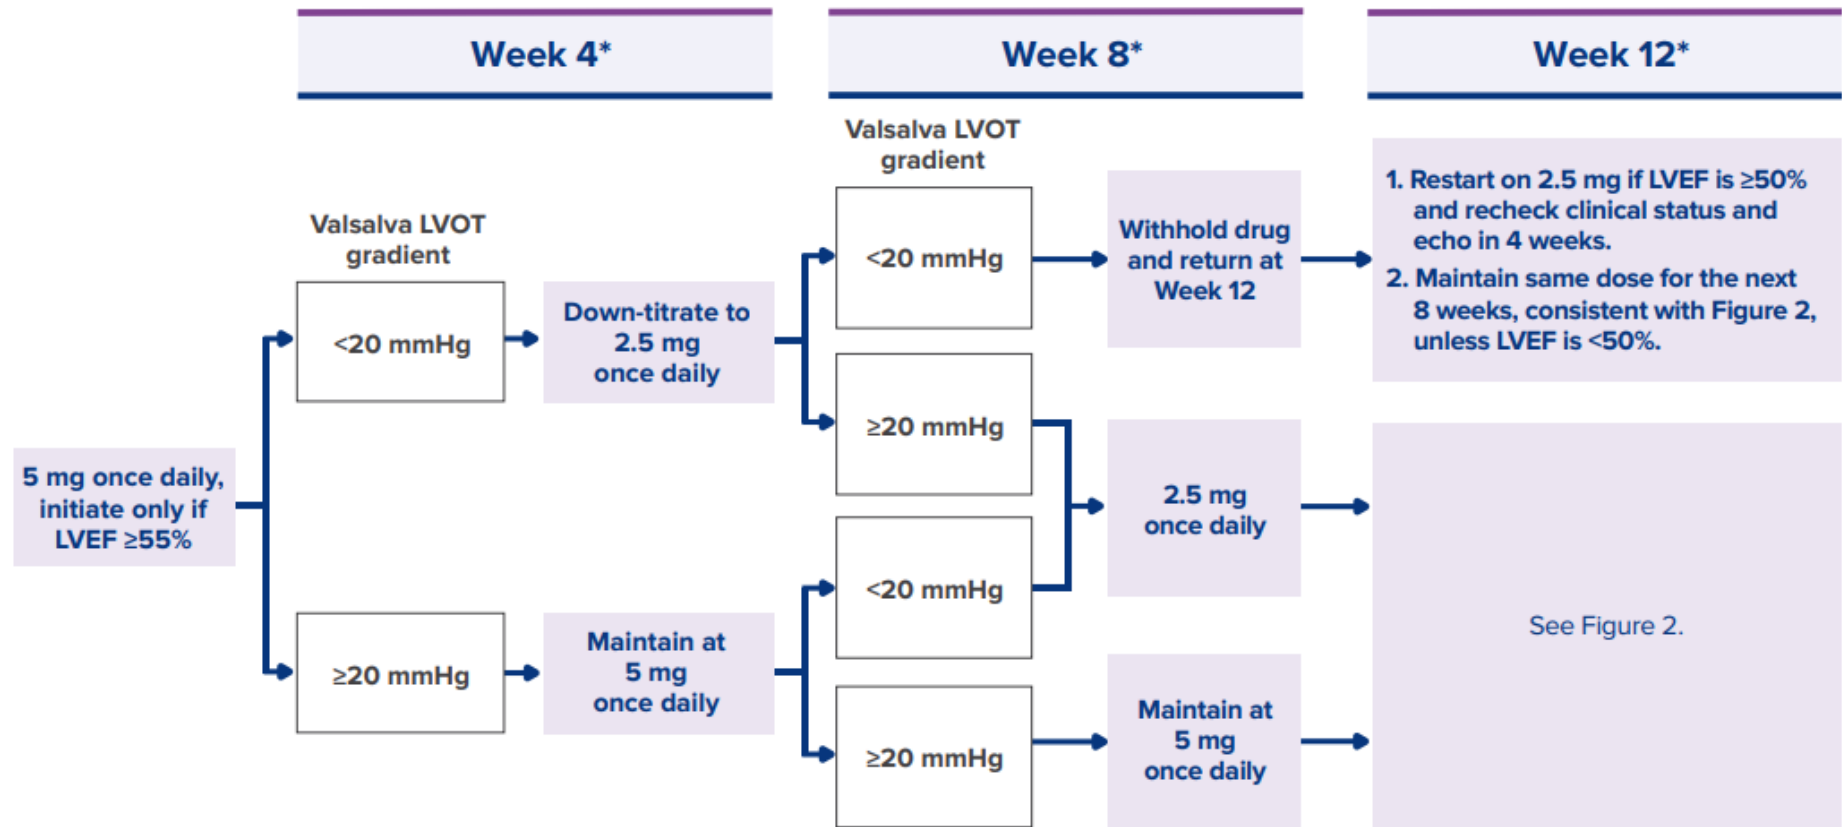 Week 4*
Week 8*
Week 12*
5 mg once daily,
initiate only if
LVEF ≥55%
Valsalva LVOT
gradient
<20 mmHg
Down-titrate to
2.5 mg
once daily
≥20 mmHg
Maintain at
5 mg
once daily
Valsalva LVOT
gradient
<20 mmHg
Withhold drug
and return at
Week 12
≥20 mmHg
<20 mmHg
2.5 mg
once daily
≥20 mmHg
Maintain at
5 mg
once daily
1. Restart on 2.5 mg if LVEF is ≥50%
and recheck clinical status and
echo in 4 weeks.
2. Maintain same dose for the next
8 weeks, consistent with Figure 2,
unless LVEF is <50%.
See Figure 2.